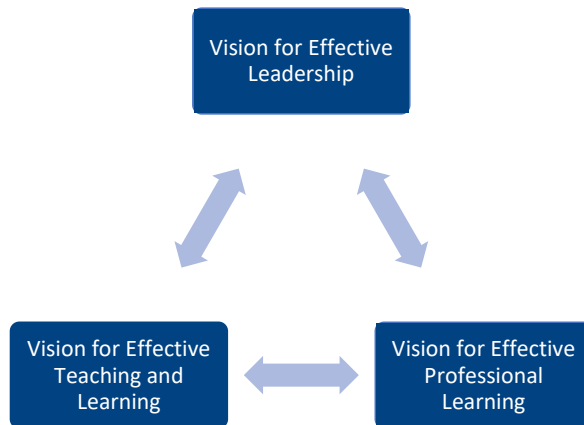 Vision for Effective
Leadership
Vision for Effective
Teaching and
Learning
Vision for Effective
Professional
Learning